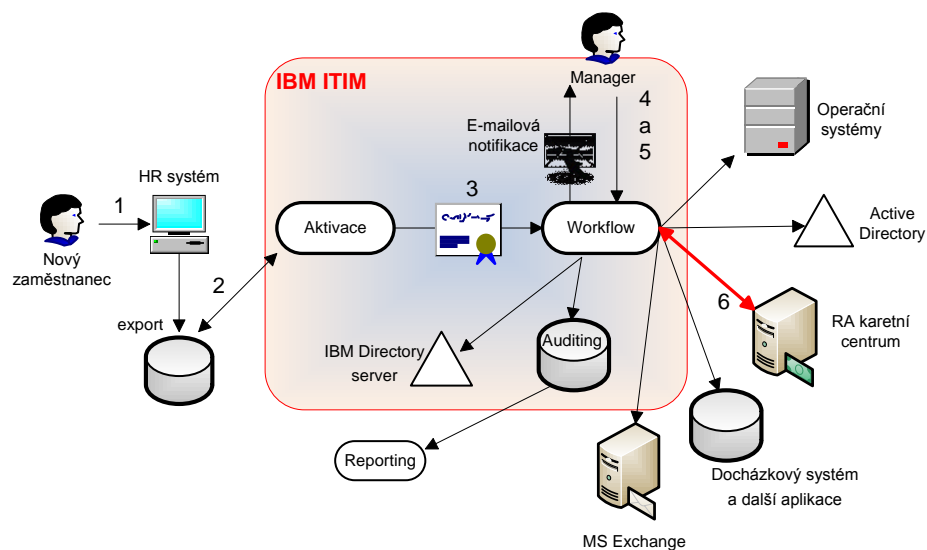 IBM ITIM
Manager
4
a
5
E-mailová
notifikace
Operační
systémy
HR systém
1
3
Nový
zaměstnanec
Aktivace
Workflow
Active
Directory
2
export
6
RA karetní
centrum
IBM Directory
server
Auditing
Reporting
Docházkový systém
a další aplikace
MS Exchange